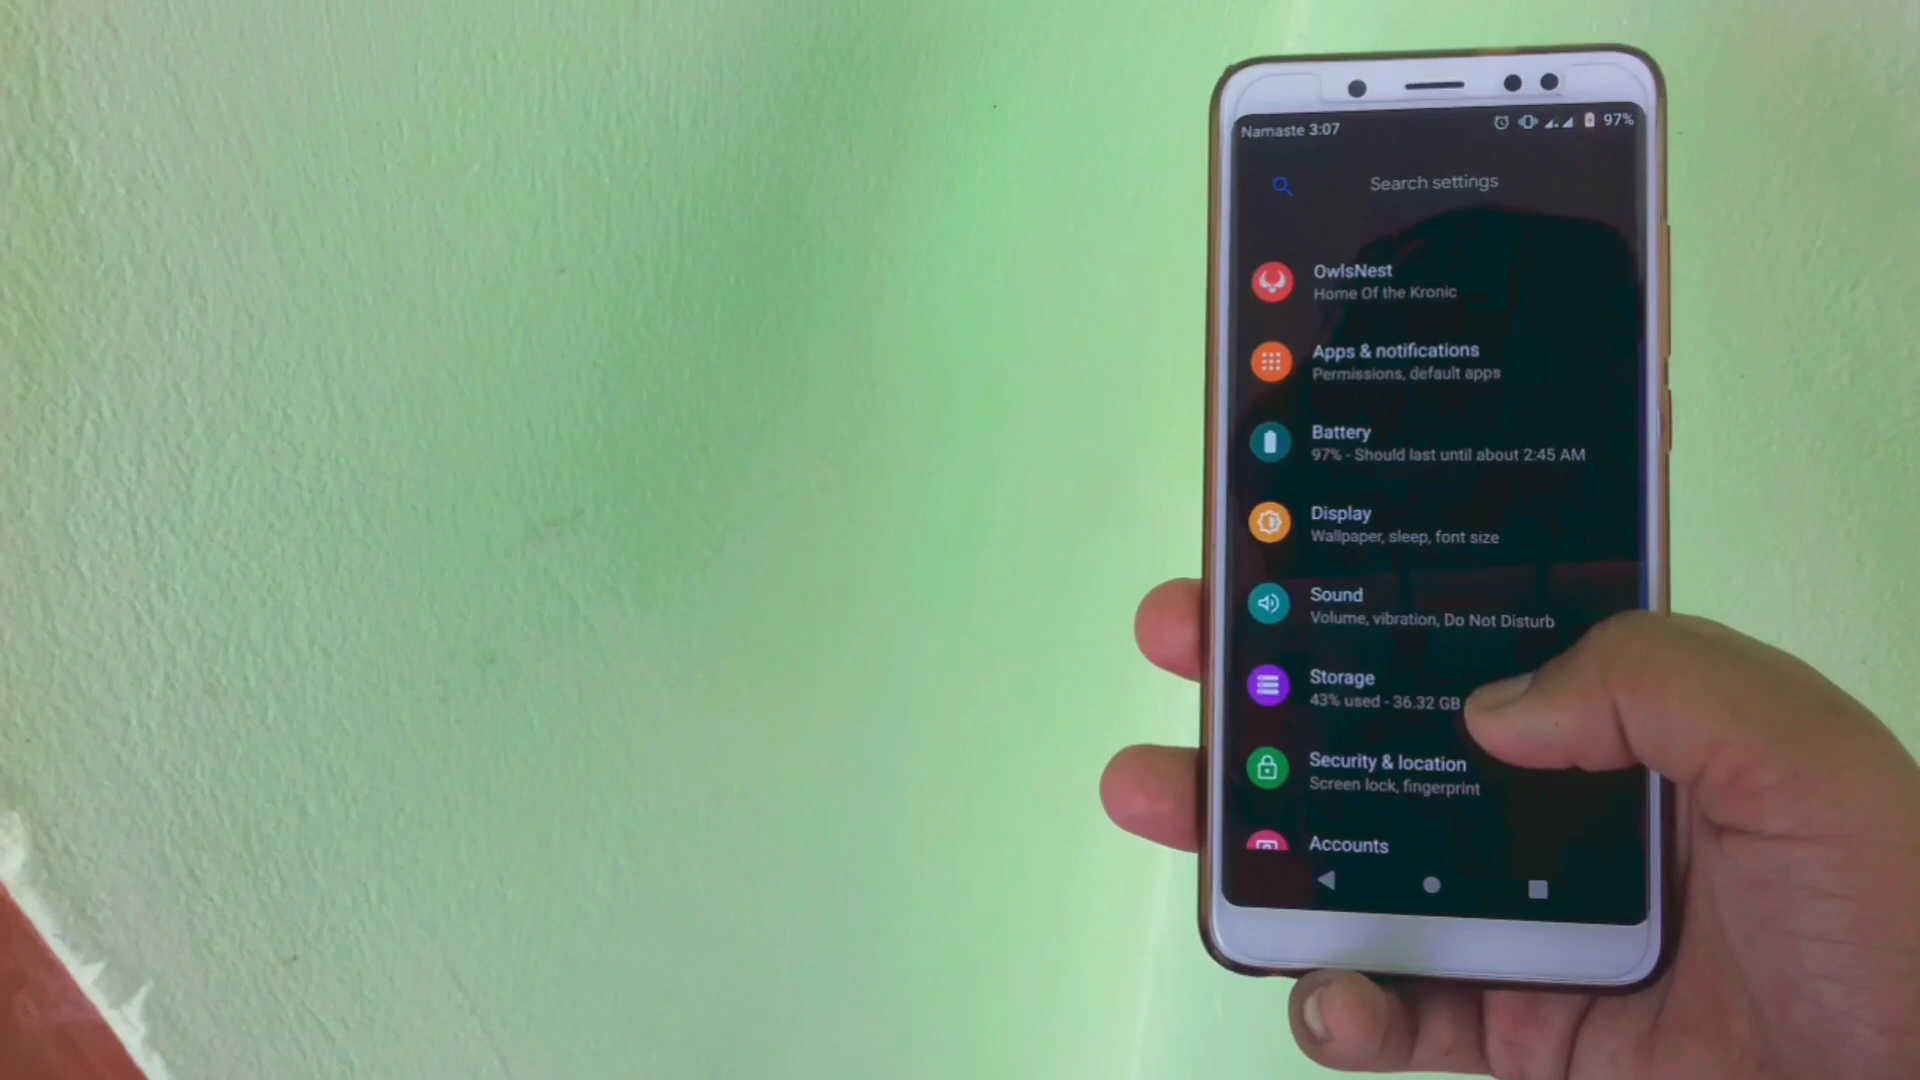 Namaste 3:07
97%
Search settings
OwlsNest
Home Of the Kronic
Apps & notifications
Permissions, default apps
Battery
97% - Should last until about 2:45 AM
Display
Wallpaper, sleep, font size
Sound
Volume, vibration, Do Not Disturb
Storage
43% used - 36.32 GB
Security & location
Screen lock, fingerprint
Accounts